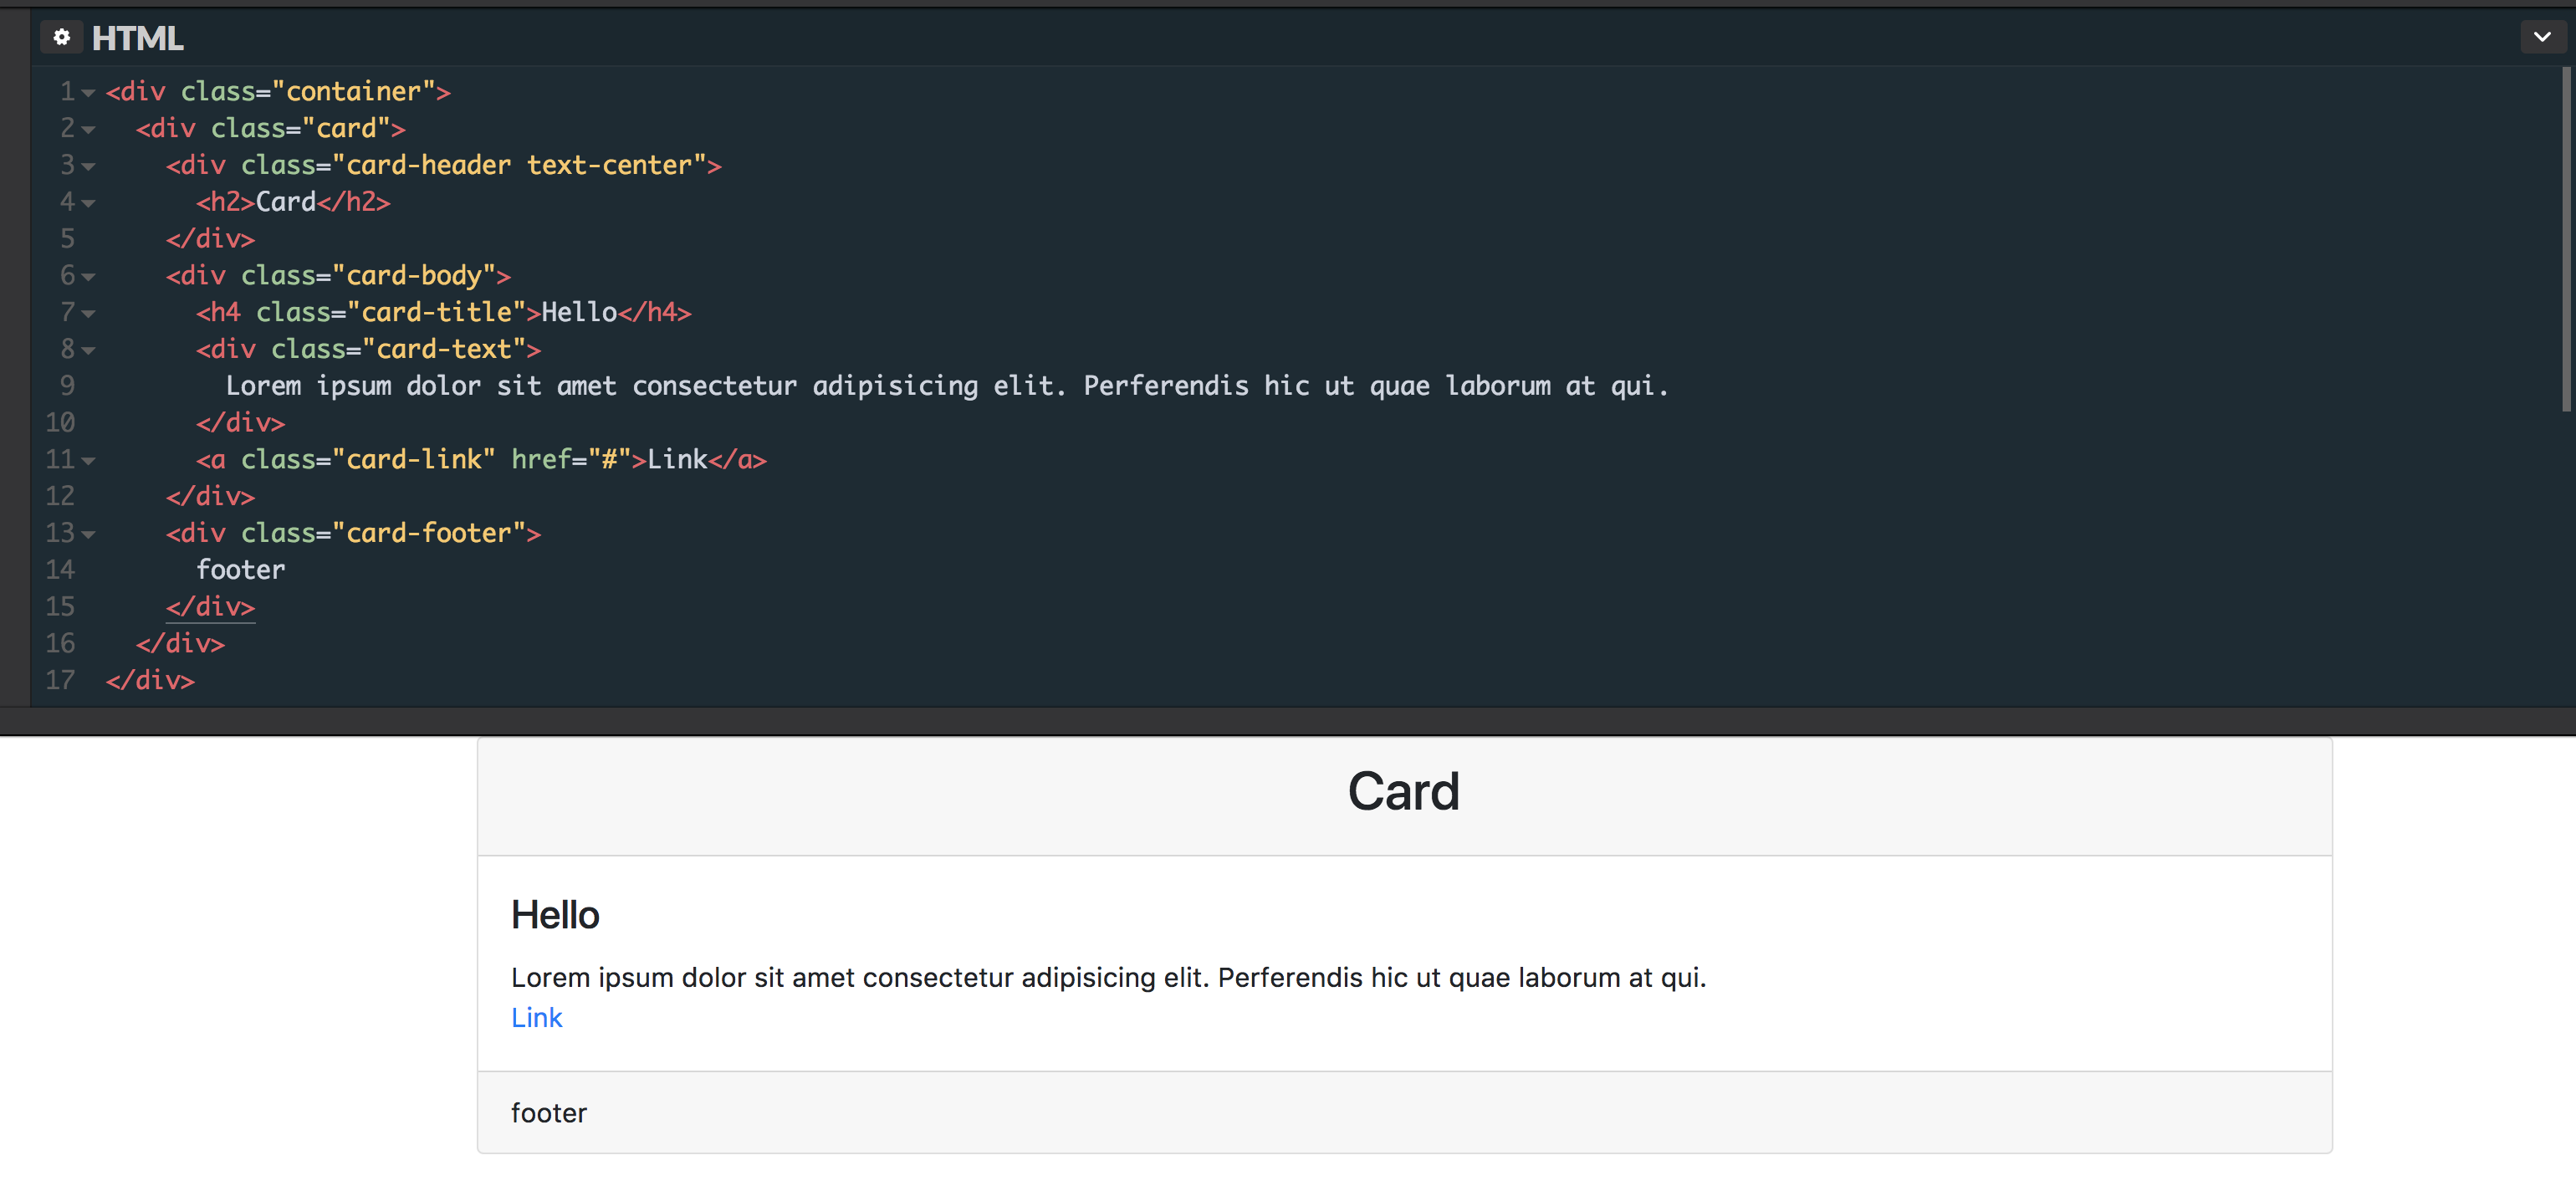 HTML
1 <div class="container">
2 <div class="card">
3 <div class="card-header text-center">
4 <h2>Card</h2>
5 </div>
6 <div class="card-body">
7 <h4 class="card-title">Hello</h4>
8 <div class="card-text">
9 Lorem ipsum dolor sit amet consectetur adipisicing elit. Perferendis hic ut quae laborum at qui.
10 </div>
11 <a class="card-link" href="#">Link</a>
12 </div>
13 <div class="card-footer">
14 footer
15 </div>
16 </div>
17 </div>
Card
Hello
Lorem ipsum dolor sit amet consectetur adipisicing elit. Perferendis hic ut quae laborum at qui.
Link
footer